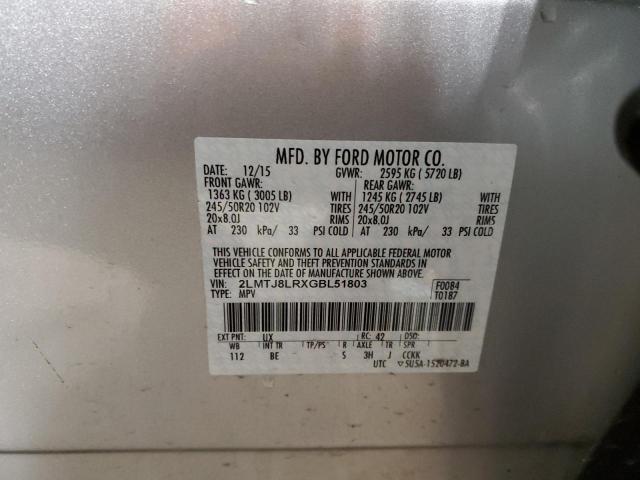 MFD. BY FORD MOTOR CO.
DATE: 12/15 GVWR: 2595 KG ( 5720 LB)
FRONT GAWR: REAR GAWR:
1363 KG ( 3005 LB) WITH 1245 KG ( 2745 LB) WITH
245/50R20 102V TIRES 245/50R20 102V TIRES
20x8.0J RIMS 20x8.0J RIMS
AT 230 kPa/ 33 PSI COLD AT 230 kPa/ 33 PSI COLD
THIS VEHICLE CONFORMS TO ALL APPLICABLE FEDERAL MOTOR
VEHICLE SAFETY AND THEFT PREVENTION STANDARDS IN
EFFECT ON THE DATE OF MANUFACTURE SHOWN ABOVE.
VIN: 2LMTJ8LRXGBL51803 F0084
TYPE: MPV T0187
EXT PNT: UX RC: 42 DSO:
WB INT TR TP/PS R AXLE TR SPR
112 BE S 3H J CCKK
UTC ▽5U5A-1520472-BA